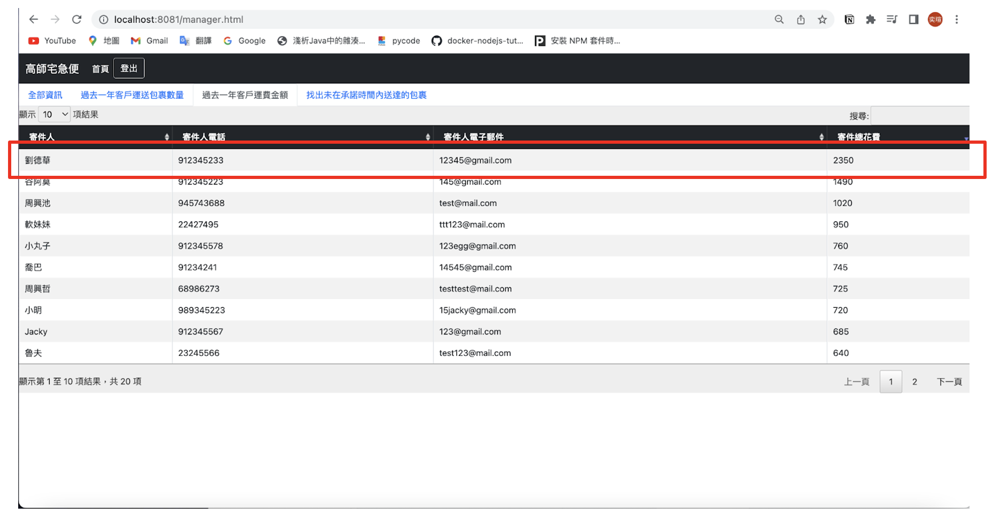 localhost:8081/manager.html
奕瑄
YouTube 地圖 Gmail 翻譯 Google 淺析Java中的雜湊... pycode docker-nodejs-tut... 安裝 NPM 套件時...
高師宅急便 首頁 登出
全部資訊 過去一年客戶運送包裹數量 過去一年客戶運費金額 找出未在承諾時間內送達的包裹
顯示 10 項結果 搜尋:
寄件人 寄件人電話 寄件人電子郵件 寄件總花費
劉德華 912345233 12345@gmail.com 2350
谷阿莫 912345223 145@gmail.com 1490
周興池 945743688 test@mail.com 1020
軟妹妹 22427495 ttt123@mail.com 950
小丸子 912345578 123egg@gmail.com 760
喬巴 91234241 14545@gmail.com 745
周興哲 68986273 testtest@mail.com 725
小明 989345223 15jacky@gmail.com 720
Jacky 912345567 123@gmail.com 685
魯夫 23245566 test123@mail.com 640
顯示第 1 至 10 項結果，共 20 項 上一頁 1 2 下一頁